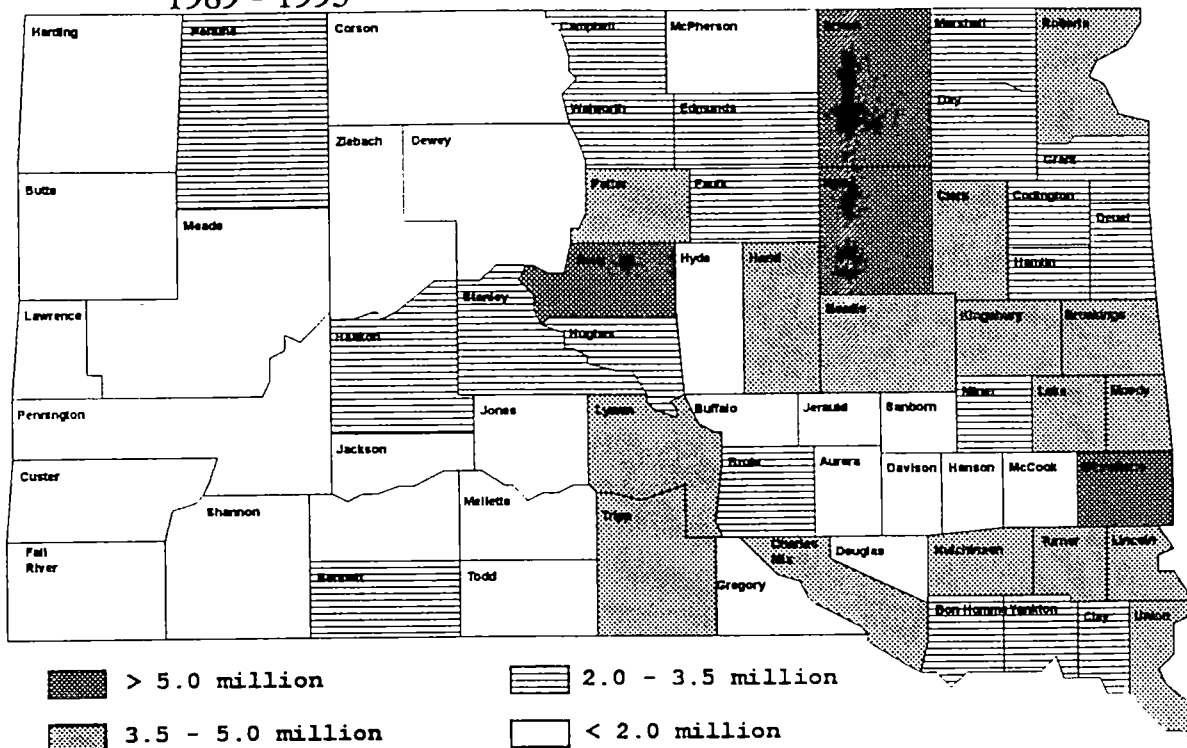 1989 - 1993
Harding
Perkins
Corson
Campbell
McPherson
Brown
Marshall
Roberts
Walworth
Edmunds
Day
Ziebach
Dewey
Grant
Butte
Potter
Faulk
Clark
Codington
Deuel
Meade
Hyde
Hand
Hamlin
Stanley
Lawrence
Beadle
Kingsbury
Brookings
Haakon
Hughes
Pennington
Jones
Lyman
Buffalo
Jerauld
Sanborn
Miner
Lake
Moody
Jackson
Custer
Brule
Aurora
Davison
Hanson
McCook
Minnehaha
Shannon
Mellette
Tripp
Fall
River
Charles
Mix
Douglas
Hutchinson
Turner
Lincoln
Bennett
Todd
Gregory
Bon Homme
Yankton
Clay
Union
> 5.0 million
2.0 - 3.5 million
3.5 - 5.0 million
< 2.0 million